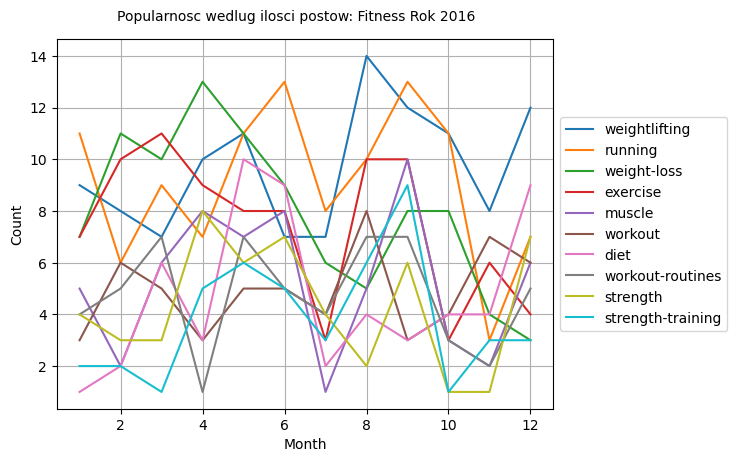 Popularnosc wedlug ilosci postow: Fitness Rok 2016
14
12
10
8
6
4
2
Count
2 4 6 8 10 12
Month
weightlifting
running
weight-loss
exercise
muscle
workout
diet
workout-routines
strength
strength-training